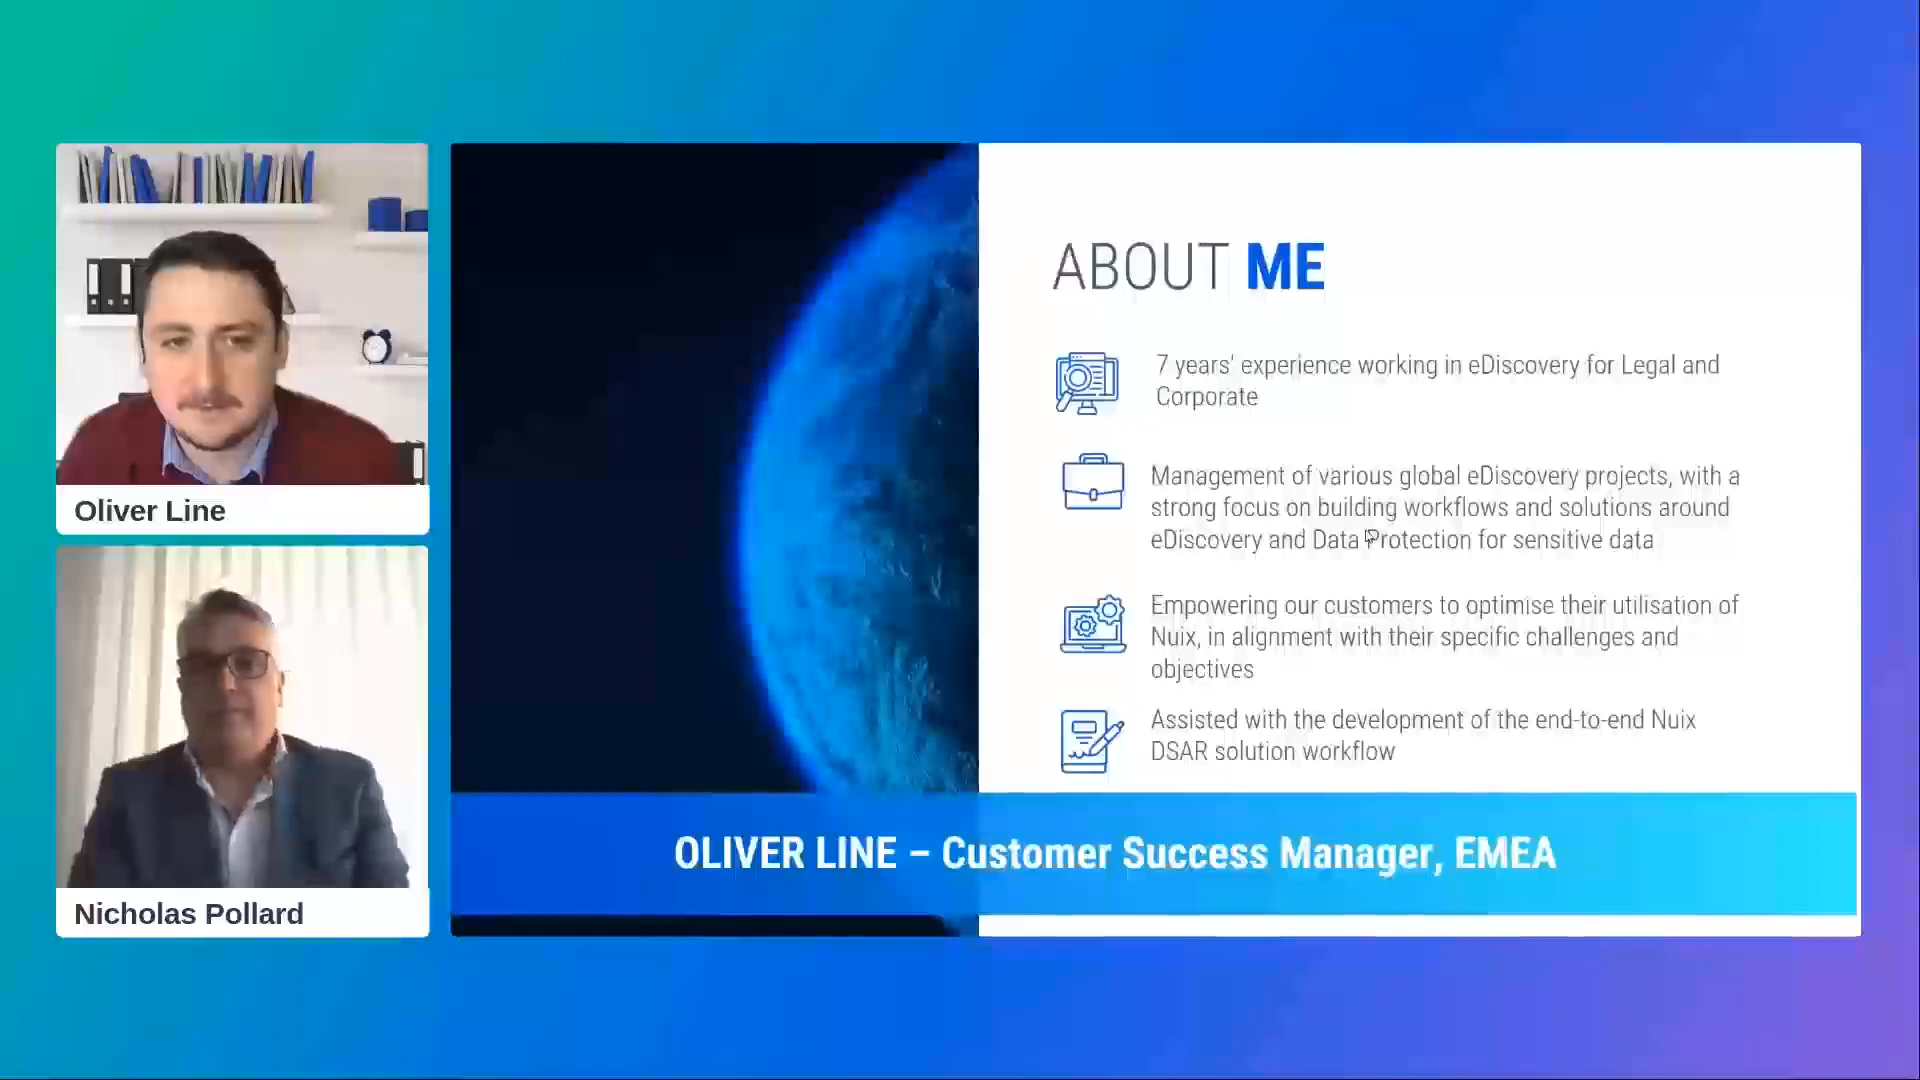 Oliver Line
Nicholas Pollard
ABOUT ME
7 years' experience working in eDiscovery for Legal and
Corporate
Management of various global eDiscovery projects, with a
strong focus on building workflows and solutions around
eDiscovery and Data Protection for sensitive data
Empowering our customers to optimise their utilisation of
Nuix, in alignment with their specific challenges and
objectives
Assisted with the development of the end-to-end Nuix
DSAR solution workflow
OLIVER LINE – Customer Success Manager, EMEA